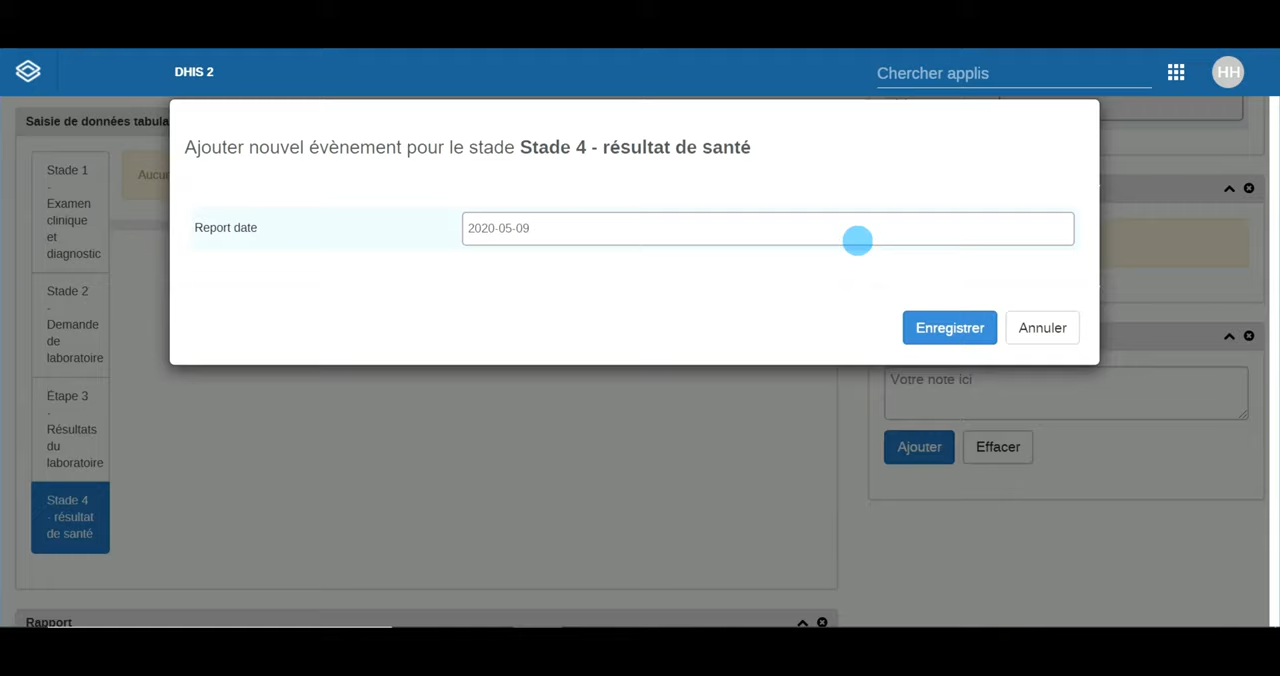 DHIS 2
Chercher applis
HH
Saisie de données tabula
Ajouter nouvel évènement pour le stade Stade 4 - résultat de santé
Report date
2020-05-09
Enregistrer
Annuler
Stade 1
-
Examen
clinique
et
diagnostic
Aucun
Stade 2
-
Demande
de
laboratoire
Étape 3
-
Résultats
du
laboratoire
Stade 4
- résultat
de santé
Votre note ici
Ajouter
Effacer
Rapport